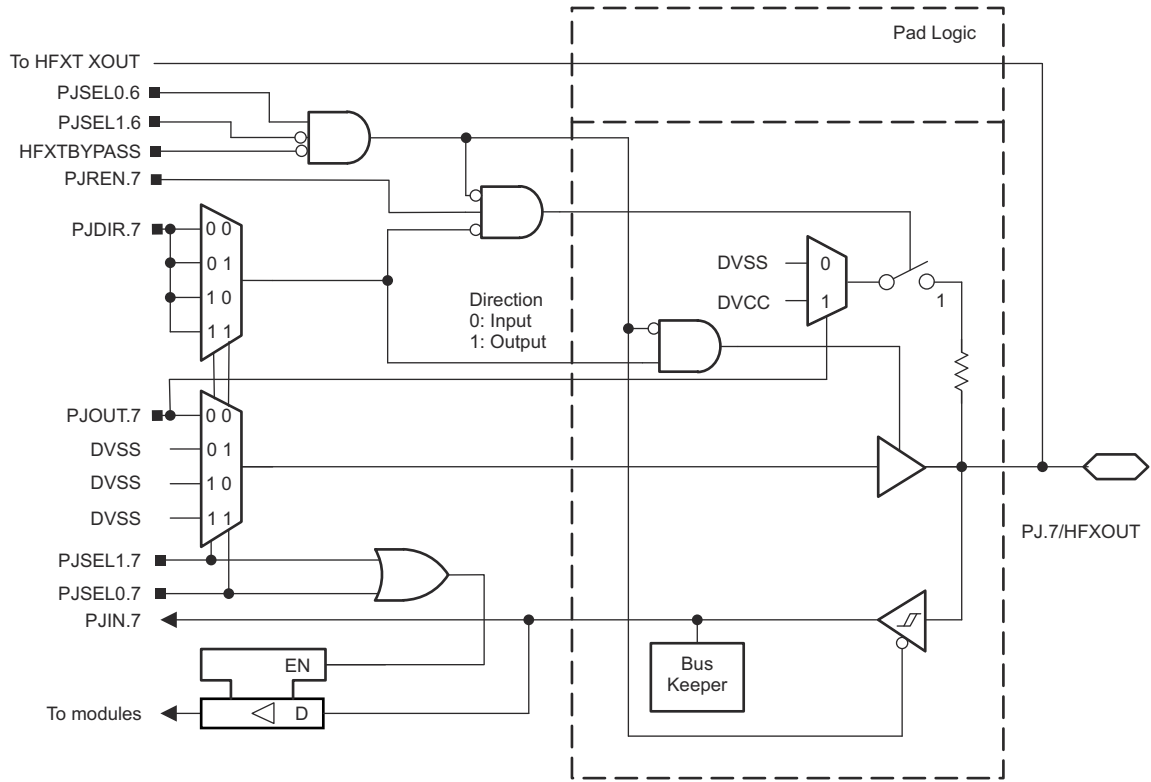 Pad Logic
To HFXT XOUT
PJSEL0.6
PJSEL1.6
HFXTBYPASS
PJREN.7
PJDIR.7
0 0
0 1
1 0
1 1
Direction
0: Input
1: Output
DVSS
0
DVCC
1
1
PJOUT.7
0 0
DVSS
0 1
DVSS
1 0
DVSS
1 1
PJ.7/HFXOUT
PJSEL1.7
PJSEL0.7
PJIN.7
Bus
Keeper
EN
To modules
D